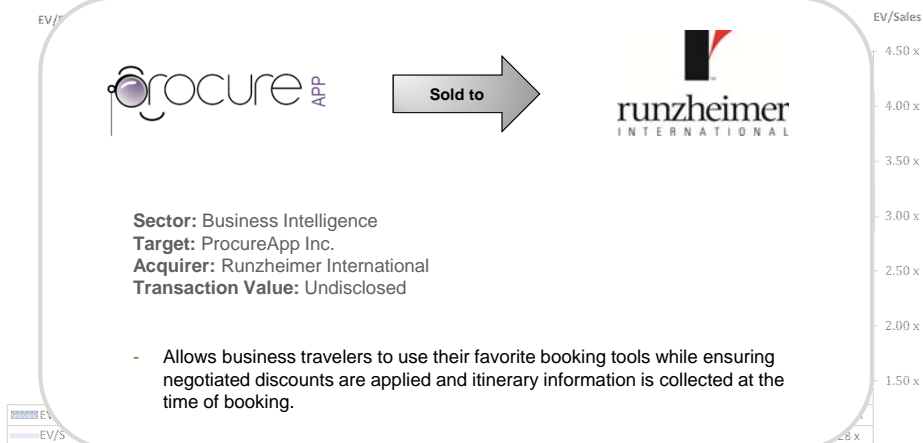 EV/Sales
Procure APP
Sold to
runzheimer
INTERNATIONAL
4.50 x
4.00 x
3.50 x
3.00 x
2.50 x
2.00 x
1.50 x
Sector: Business Intelligence
Target: ProcureApp Inc.
Acquirer: Runzheimer International
Transaction Value: Undisclosed
- Allows business travelers to use their favorite booking tools while ensuring
negotiated discounts are applied and itinerary information is collected at the
time of booking.